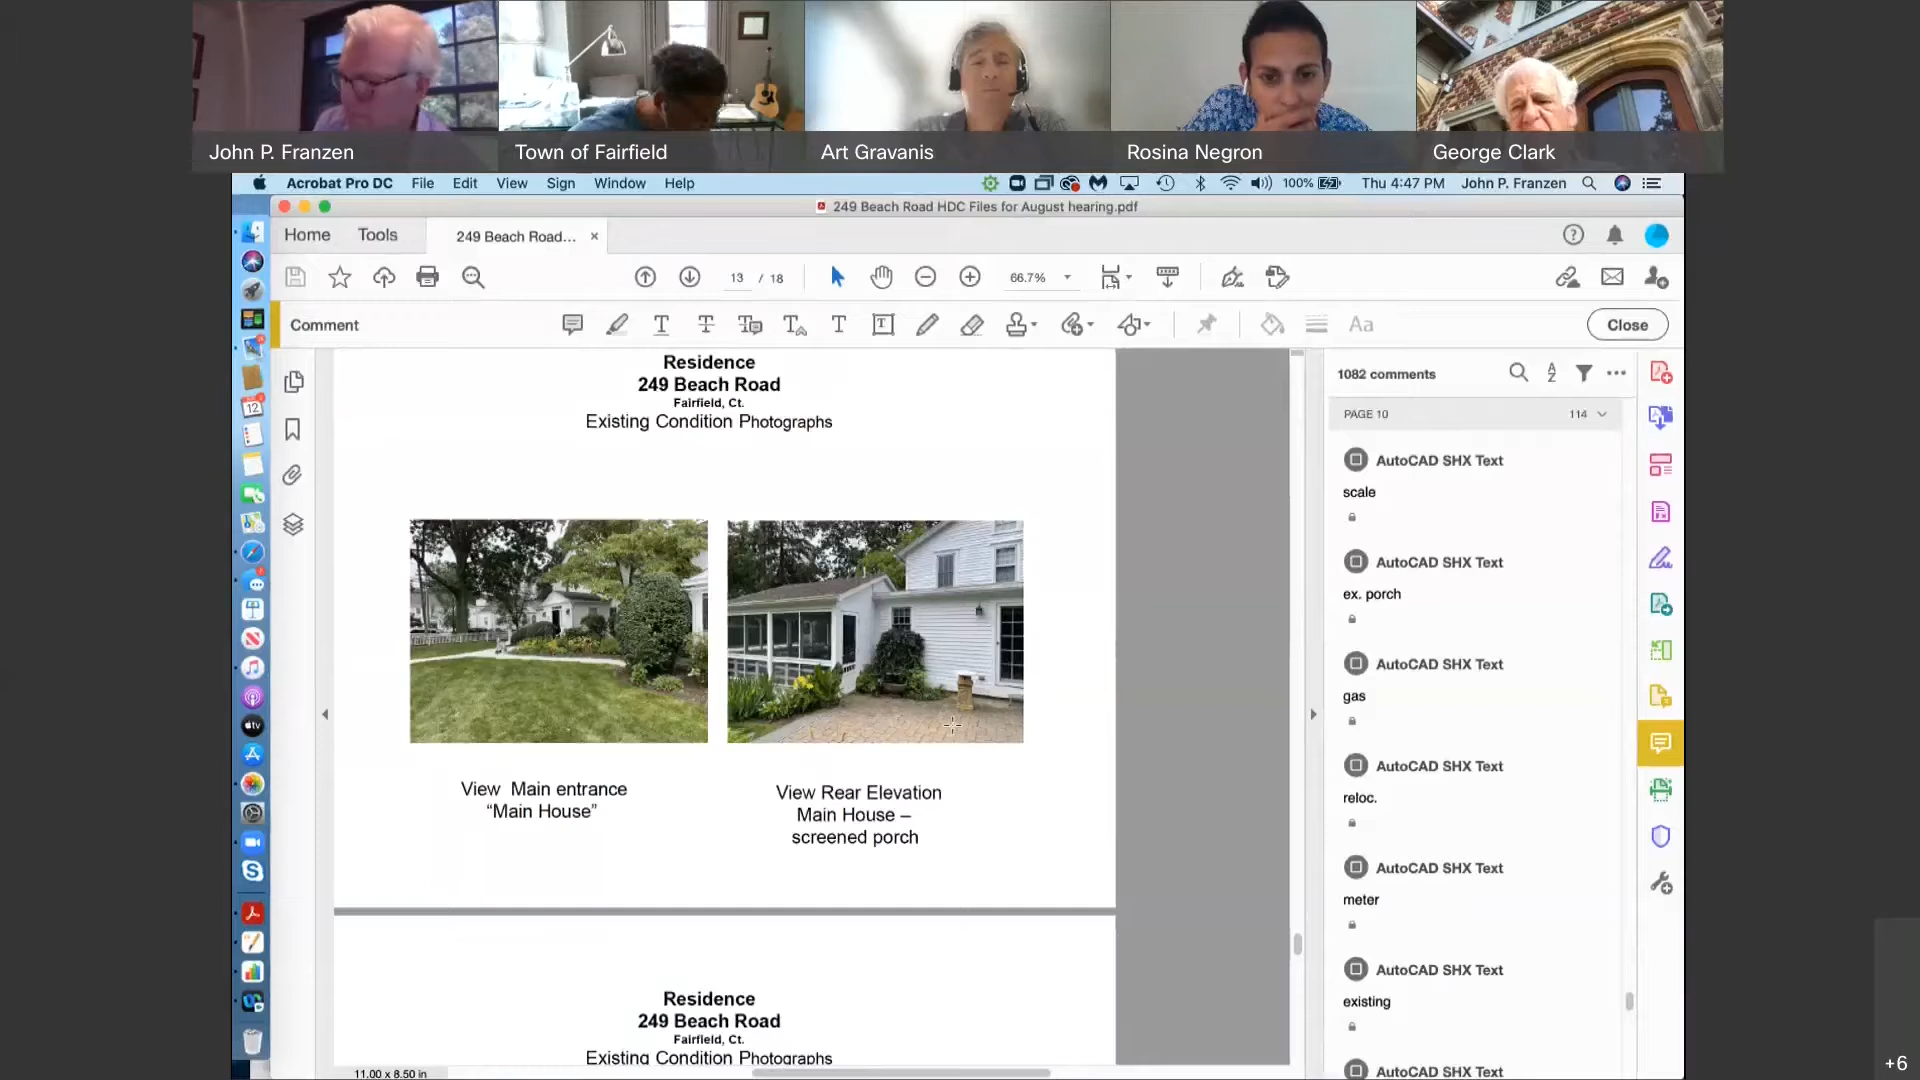 John P. Franzen
Town of Fairfield
Art Gravanis
Rosina Negron
George Clark
Acrobat Pro DC File Edit View Sign Window Help
100%
Thu 4:47 PM John P. Franzen
249 Beach Road HDC Files for August hearing.pdf
Home Tools 249 Beach Road... ×
13 / 18
66.7%
Comment
Aa
Close
Residence
249 Beach Road
Fairfield, Ct.
Existing Condition Photographs
View Main entrance
“Main House”
View Rear Elevation
Main House –
screened porch
Residence
249 Beach Road
Fairfield, Ct.
Existing Condition Photographs
11.00 x 8.50 in
1082 comments
PAGE 10 114
AutoCAD SHX Text
scale
AutoCAD SHX Text
ex. porch
AutoCAD SHX Text
gas
AutoCAD SHX Text
reloc.
AutoCAD SHX Text
meter
AutoCAD SHX Text
existing
AutoCAD SHX Text
12
tv
+6